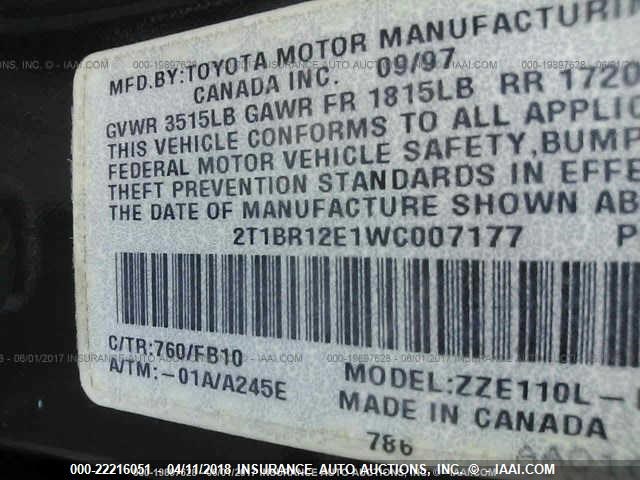 MFD.BY:TOYOTA MOTOR MANUFACTURIN
CANADA INC. 09/97
GVWR 3515LB GAWR FR 1815LB RR 1720
THIS VEHICLE CONFORMS TO ALL APPLIC
FEDERAL MOTOR VEHICLE SAFETY, BUMP
THEFT PREVENTION STANDARDS IN EFFE
THE DATE OF MANUFACTURE SHOWN AB
2T1BR12E1WC007177 P
C/TR:760/FB10
A/TM:-01A/A245E
MODEL:ZZE110L-
MADE IN CANADA
786
000-22216051 - 04/11/2018 INSURANCE AUTO AUCTIONS, INC. - © - IAAI.COM